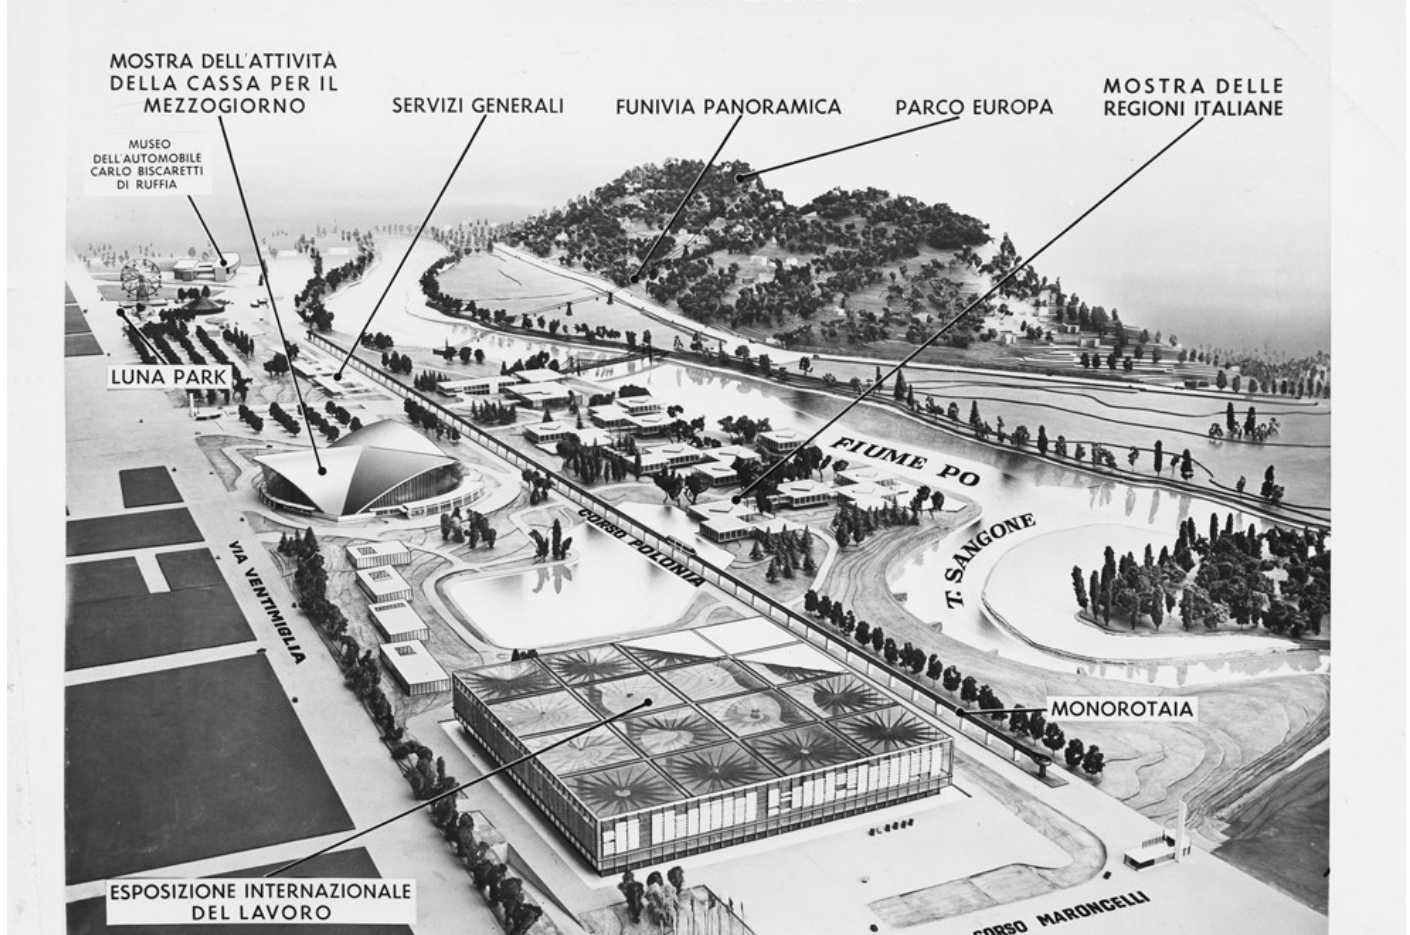 MOSTRA DELL'ATTIVITÀ
DELLA CASSA PER IL
MEZZOGIORNO
SERVIZI GENERALI
FUNIVIA PANORAMICA
PARCO EUROPA
MOSTRA DELLE
REGIONI ITALIANE
MUSEO
DELL'AUTOMOBILE
CARLO BISCARETTI
DI RUFFIA
LUNA PARK
FIUME PO
T. SANGONE
CORSO POLONIA
VIA VENTIMIGLIA
MONOROTAIA
ESPOSIZIONE INTERNAZIONALE
DEL LAVORO
CORSO MARONCELLI